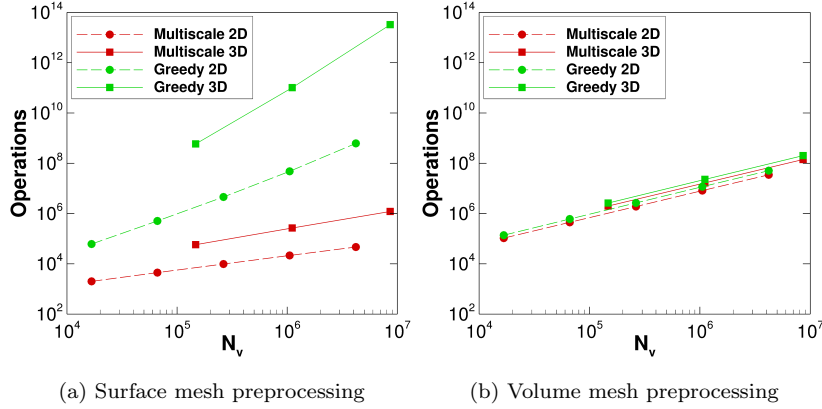 10^14
10^12
10^10
10^8
10^6
10^4
10^2
Operations
Multiscale 2D
Multiscale 3D
Greedy 2D
Greedy 3D
10^4 10^5 10^6 10^7
N_v
(a) Surface mesh preprocessing
10^14
10^12
10^10
10^8
10^6
10^4
10^2
Operations
Multiscale 2D
Multiscale 3D
Greedy 2D
Greedy 3D
10^4 10^5 10^6 10^7
N_v
(b) Volume mesh preprocessing